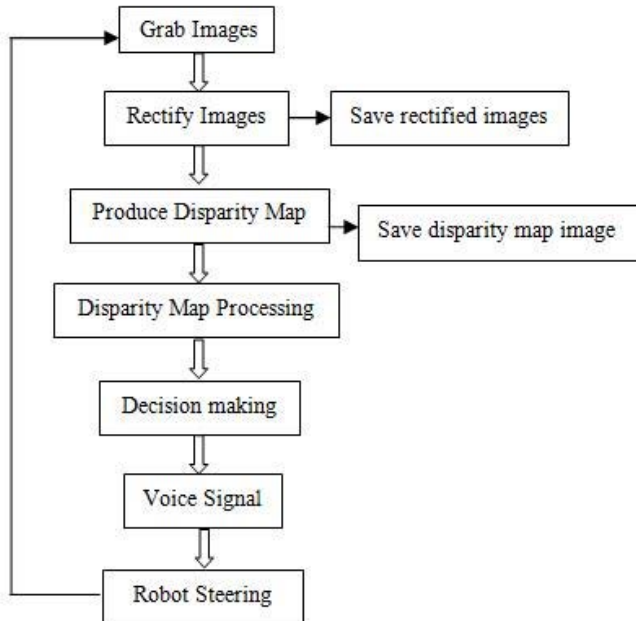 Grab Images
Rectify Images
Save rectified images
Produce Disparity Map
Save disparity map image
Disparity Map Processing
Decision making
Voice Signal
Robot Steering